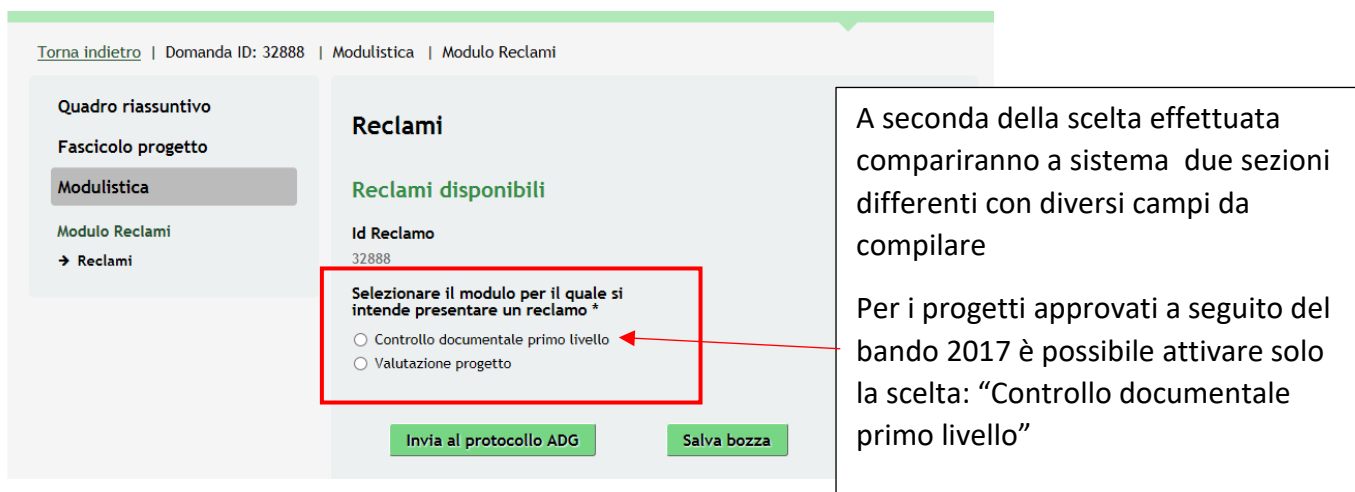 Torna indietro | Domanda ID: 32888 | Modulistica | Modulo Reclami
Quadro riassuntivo
Fascicolo progetto
Modulistica
Modulo Reclami
➔ Reclami
Reclami
Reclami disponibili
Id Reclamo
32888
Selezionare il modulo per il quale si
intende presentare un reclamo *
Controllo documentale primo livello
Valutazione progetto
Invia al protocollo ADG
Salva bozza
A seconda della scelta effettuata
compariranno a sistema due sezioni
differenti con diversi campi da
compilare
Per i progetti approvati a seguito del
bando 2017 è possibile attivare solo
la scelta: “Controllo documentale
primo livello”